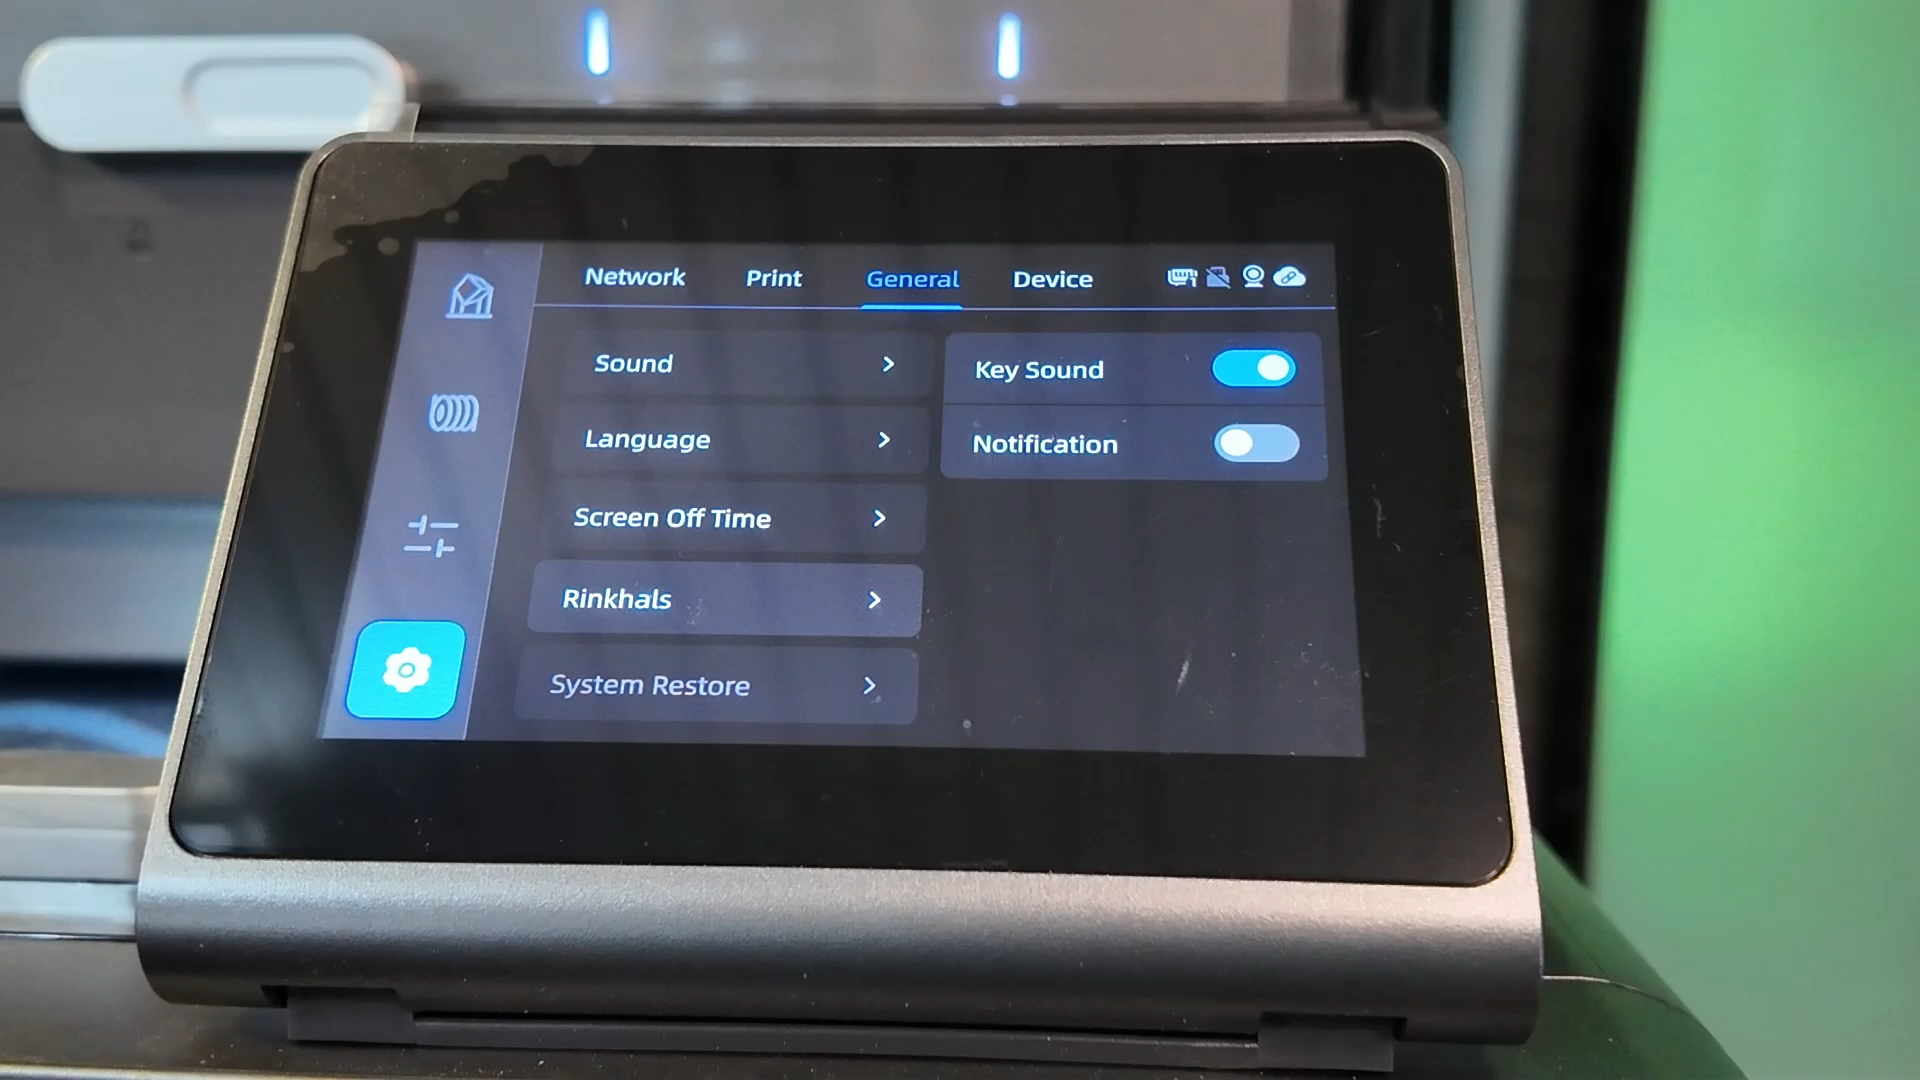 Network Print General Device
Sound
Language
Screen Off Time
Rinkhals
System Restore
Key Sound
Notification